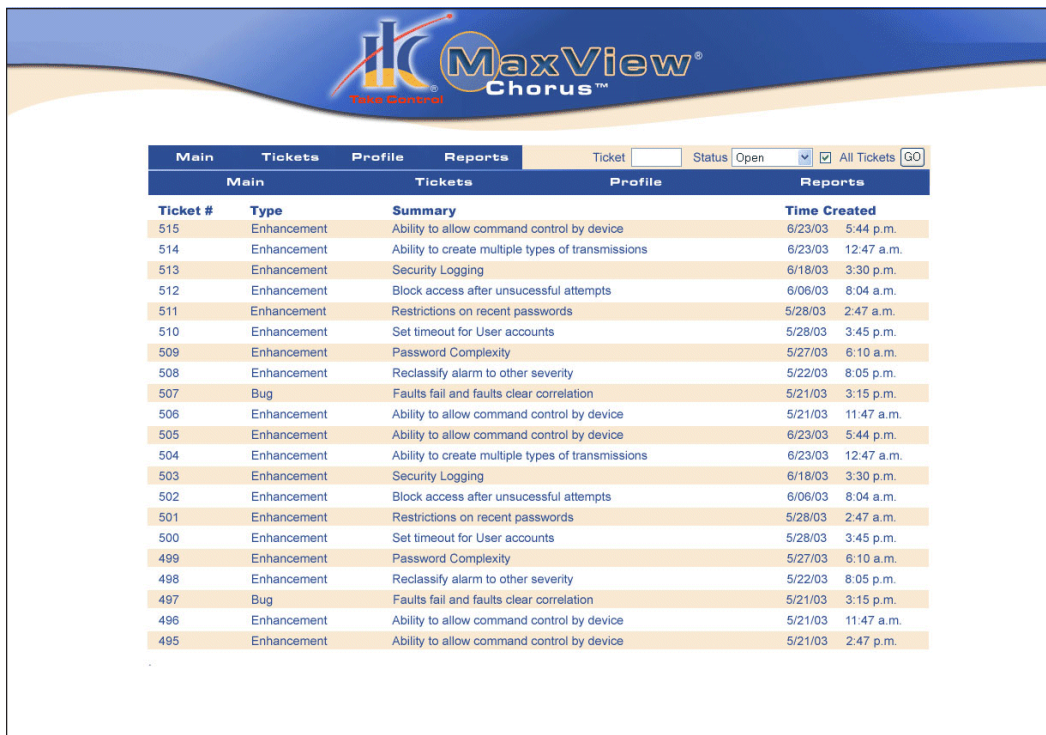 ILC®
Take Control
MaxView®
Chorus™
Main Tickets Profile Reports Ticket Status Open All Tickets GO
Main Tickets Profile Reports
Ticket # Type Summary Time Created
515 Enhancement Ability to allow command control by device 6/23/03 5:44 p.m.
514 Enhancement Ability to create multiple types of transmissions 6/23/03 12:47 a.m.
513 Enhancement Security Logging 6/18/03 3:30 p.m.
512 Enhancement Block access after unsucessful attempts 6/06/03 8:04 a.m.
511 Enhancement Restrictions on recent passwords 5/28/03 2:47 a.m.
510 Enhancement Set timeout for User accounts 5/28/03 3:45 p.m.
509 Enhancement Password Complexity 5/27/03 6:10 a.m.
508 Enhancement Reclassify alarm to other severity 5/22/03 8:05 p.m.
507 Bug Faults fail and faults clear correlation 5/21/03 3:15 p.m.
506 Enhancement Ability to allow command control by device 5/21/03 11:47 a.m.
505 Enhancement Ability to allow command control by device 6/23/03 5:44 p.m.
504 Enhancement Ability to create multiple types of transmissions 6/23/03 12:47 a.m.
503 Enhancement Security Logging 6/18/03 3:30 p.m.
502 Enhancement Block access after unsucessful attempts 6/06/03 8:04 a.m.
501 Enhancement Restrictions on recent passwords 5/28/03 2:47 a.m.
500 Enhancement Set timeout for User accounts 5/28/03 3:45 p.m.
499 Enhancement Password Complexity 5/27/03 6:10 a.m.
498 Enhancement Reclassify alarm to other severity 5/22/03 8:05 p.m.
497 Bug Faults fail and faults clear correlation 5/21/03 3:15 p.m.
496 Enhancement Ability to allow command control by device 5/21/03 11:47 a.m.
495 Enhancement Ability to allow command control by device 5/21/03 2:47 p.m.